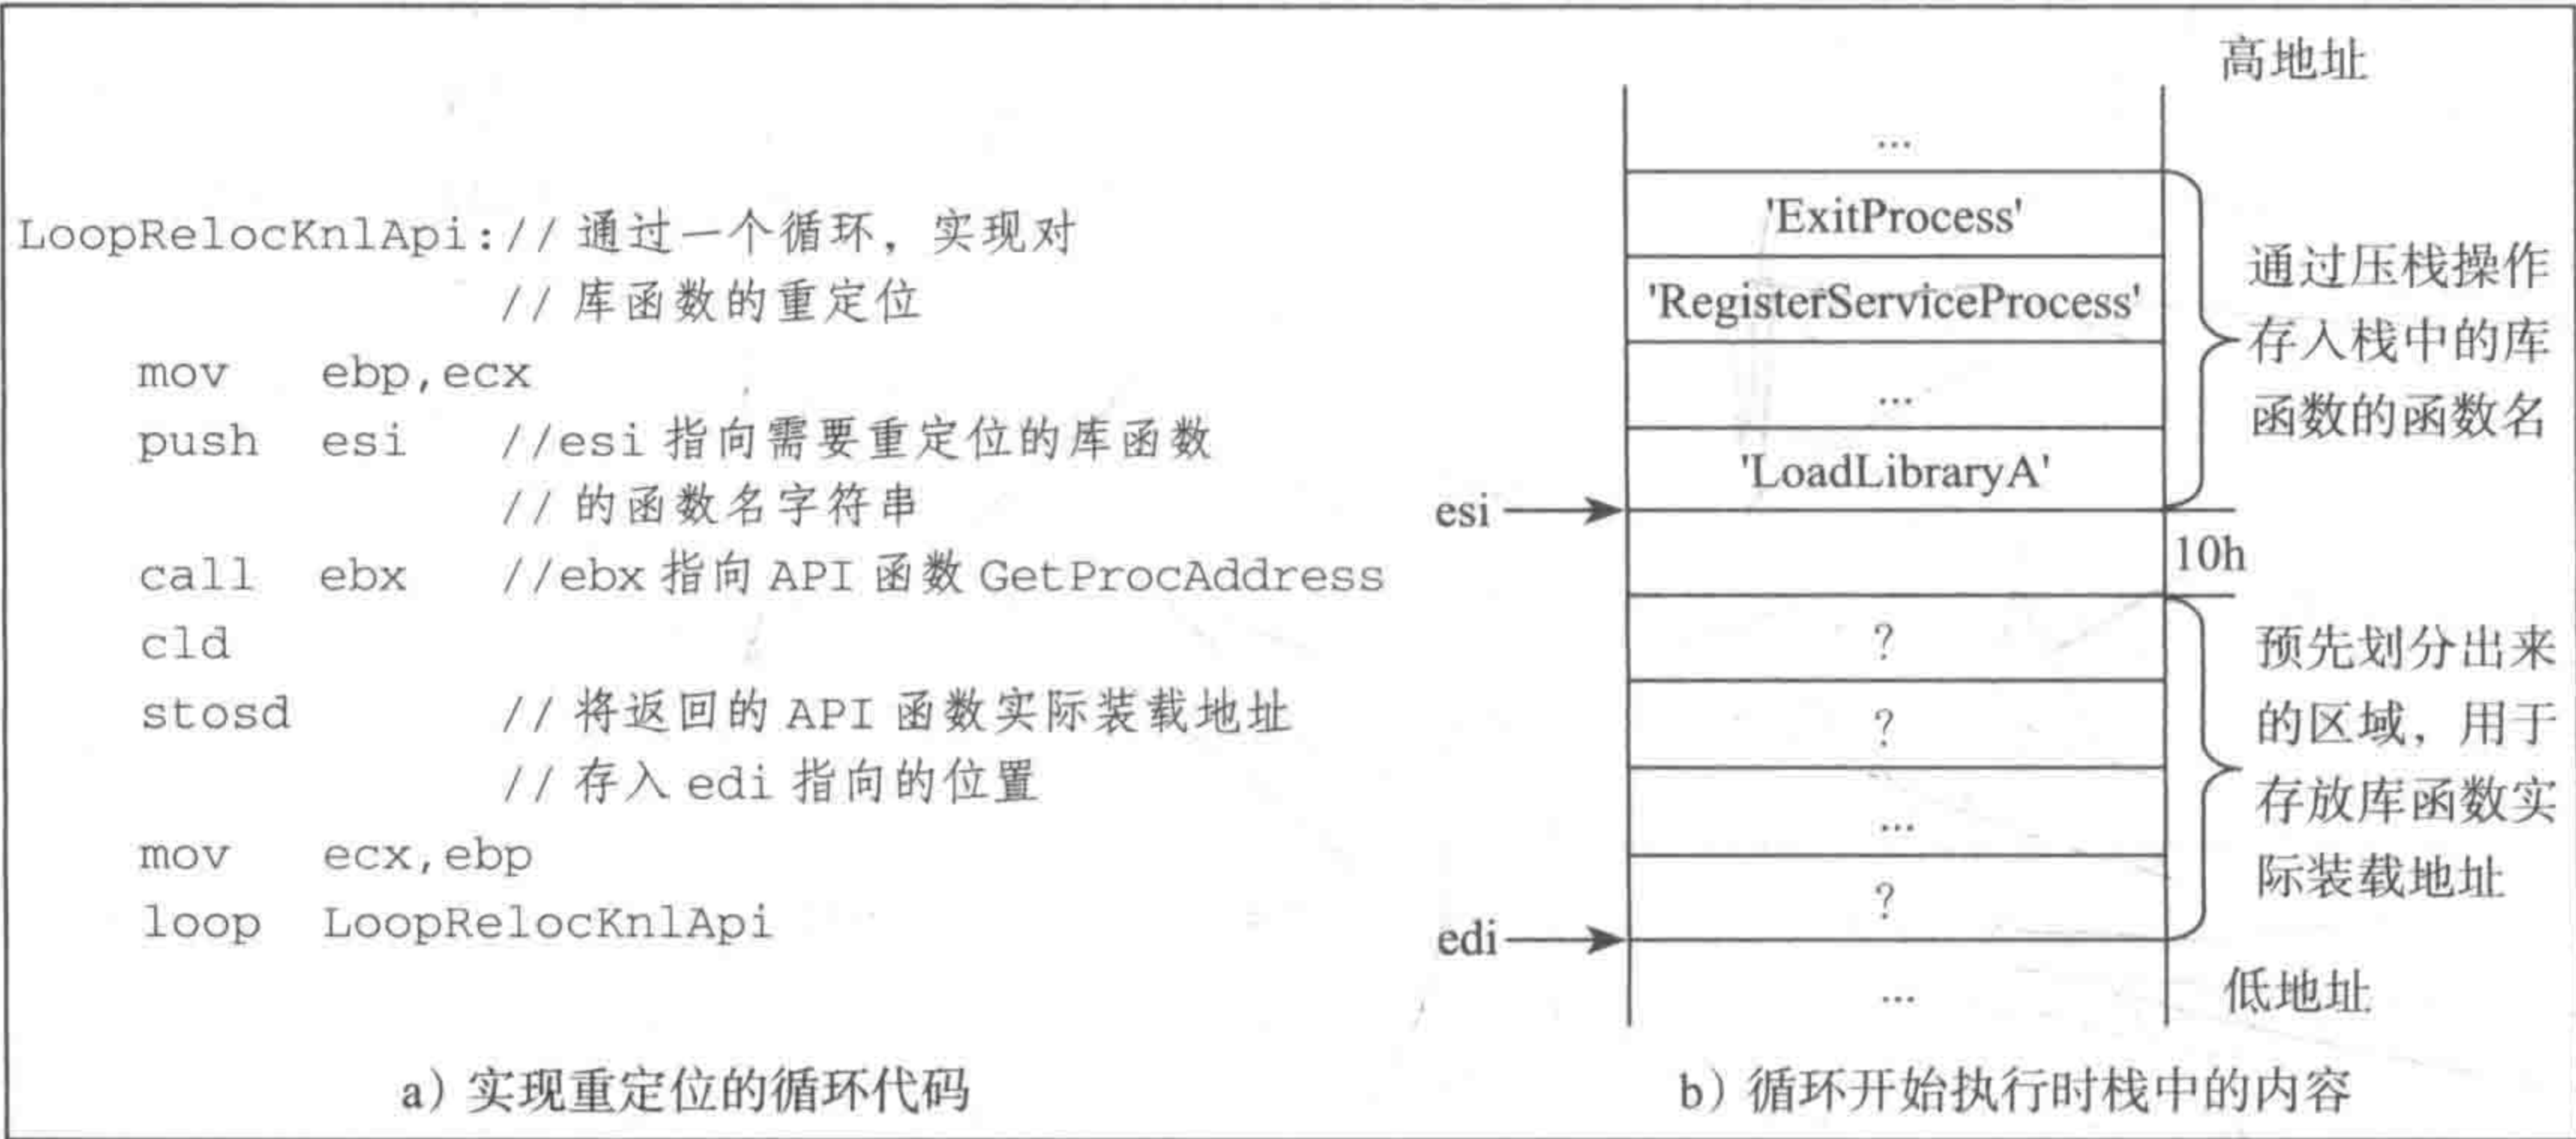 LoopRelocKnlApi:// 通过一个循环，实现对
// 库函数的重定位
mov ebp,ecx
push esi //esi 指向需要重定位的库函数
// 的函数名字符串
call ebx //ebx 指向 API 函数 GetProcAddress
cld
stosd // 将返回的 API 函数实际装载地址
// 存入 edi 指向的位置
mov ecx,ebp
loop LoopRelocKnlApi
a）实现重定位的循环代码
高地址
...
'ExitProcess'
'RegisterServiceProcess'
...
'LoadLibraryA'
通过压栈操作
存入栈中的库
函数的函数名
esi
10h
?
?
...
?
预先划分出来
的区域，用于
存放库函数实
际装载地址
edi
...
低地址
b）循环开始执行时栈中的内容